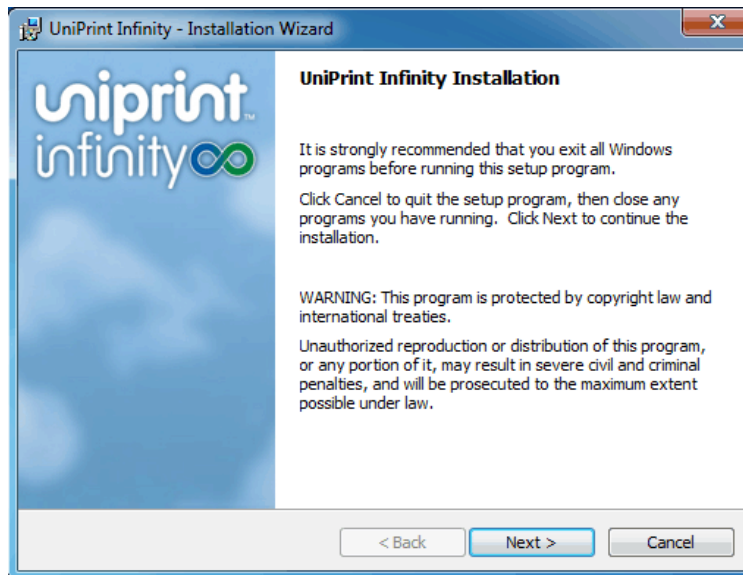 UniPrint Infinity - Installation Wizard
uniprint™
infinity
UniPrint Infinity Installation
It is strongly recommended that you exit all Windows
programs before running this setup program.
Click Cancel to quit the setup program, then close any
programs you have running.  Click Next to continue the
installation.
WARNING: This program is protected by copyright law and
international treaties.
Unauthorized reproduction or distribution of this program,
or any portion of it, may result in severe civil and criminal
penalties, and will be prosecuted to the maximum extent
possible under law.
< Back
Next >
Cancel